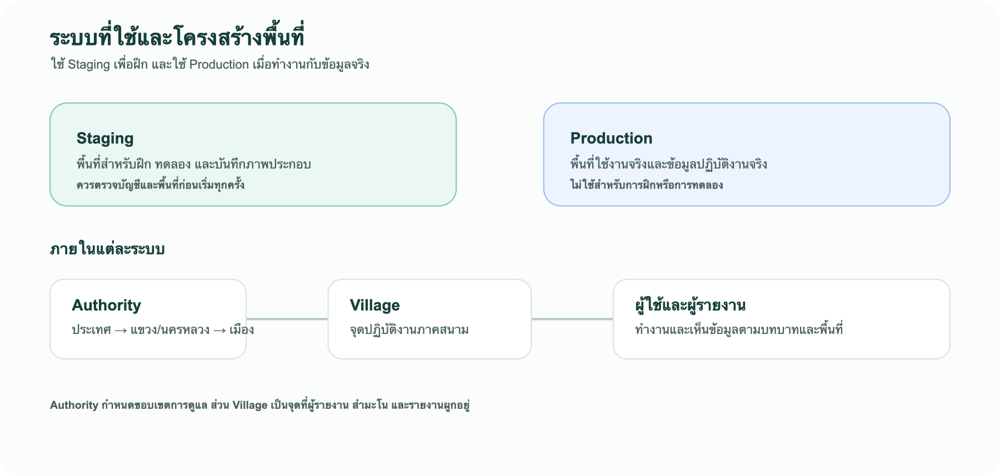 ระบบที่ใช้และโครงสร้างพื้นที่
ใช้ Staging เพื่อฝึก และใช้ Production เมื่อทำงานกับข้อมูลจริง
Staging
พื้นที่สำหรับฝึก ทดลอง และบันทึกภาพประกอบ
ควรตรวจบัญชีและพื้นที่ก่อนเริ่มทุกครั้ง
Production
พื้นที่ใช้งานจริงและข้อมูลปฏิบัติงานจริง
ไม่ใช้สำหรับการฝึกหรือการทดลอง
ภายในแต่ละระบบ
Authority
ประเทศ → แขวง/นครหลวง → เมือง
Village
จุดปฏิบัติงานภาคสนาม
ผู้ใช้และผู้รายงาน
ทำงานและเห็นข้อมูลตามบทบาทและพื้นที่
Authority กำหนดขอบเขตการดูแล ส่วน Village เป็นจุดที่ผู้รายงาน สำมะโน และรายงานผูกอยู่